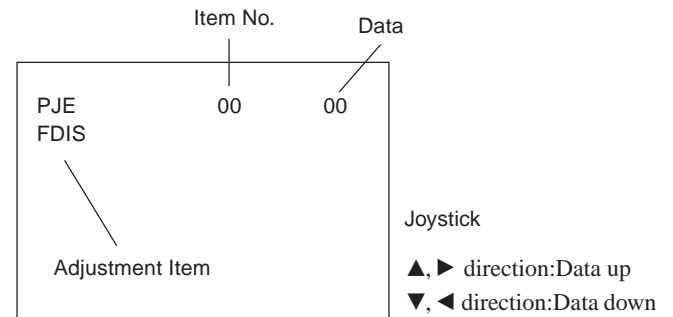 Item No.
Data
PJE 00 00
FDIS
Joystick
Adjustment Item
▲, ▶ direction:Data up
▼, ◀ direction:Data down